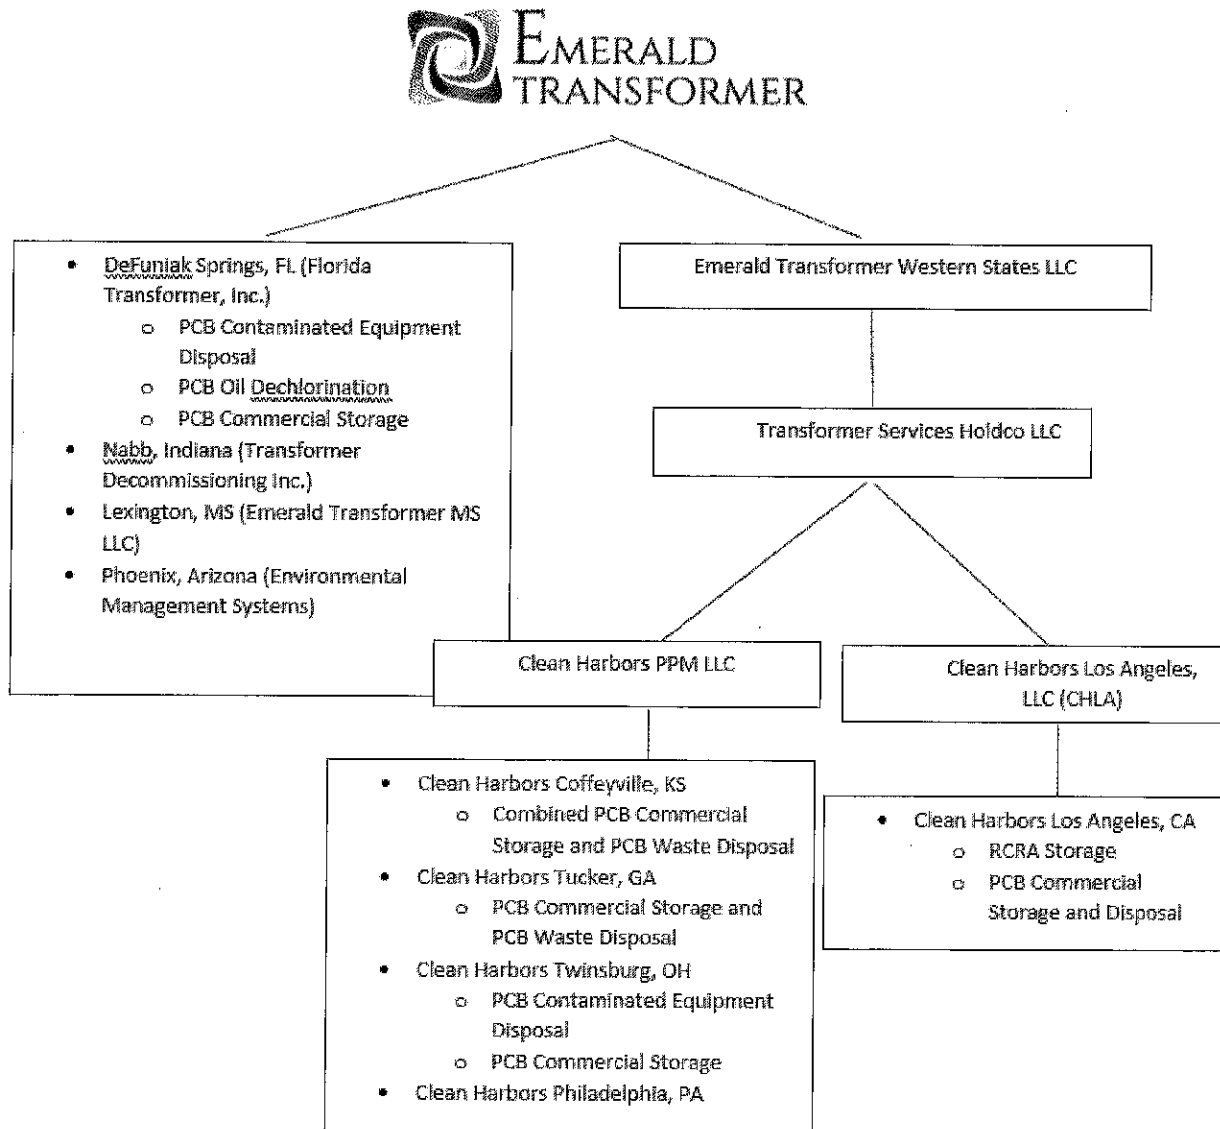 EMERALD
TRANSFORMER
• DeFuniak Springs, FL (Florida
Transformer, Inc.)
o PCB Contaminated Equipment
Disposal
o PCB Oil Dechlorination
o PCB Commercial Storage
• Nabb, Indiana (Transformer
Decommissioning Inc.)
• Lexington, MS (Emerald Transformer MS
LLC)
• Phoenix, Arizona (Environmental
Management Systems)
Emerald Transformer Western States LLC
Transformer Services Holdco LLC
Clean Harbors PPM LLC
• Clean Harbors Coffeyville, KS
o Combined PCB Commercial
Storage and PCB Waste Disposal
• Clean Harbors Tucker, GA
o PCB Commercial Storage and
PCB Waste Disposal
• Clean Harbors Twinsburg, OH
o PCB Contaminated Equipment
Disposal
o PCB Commercial Storage
• Clean Harbors Philadelphia, PA
Clean Harbors Los Angeles,
LLC (CHLA)
• Clean Harbors Los Angeles, CA
o RCRA Storage
o PCB Commercial
Storage and Disposal